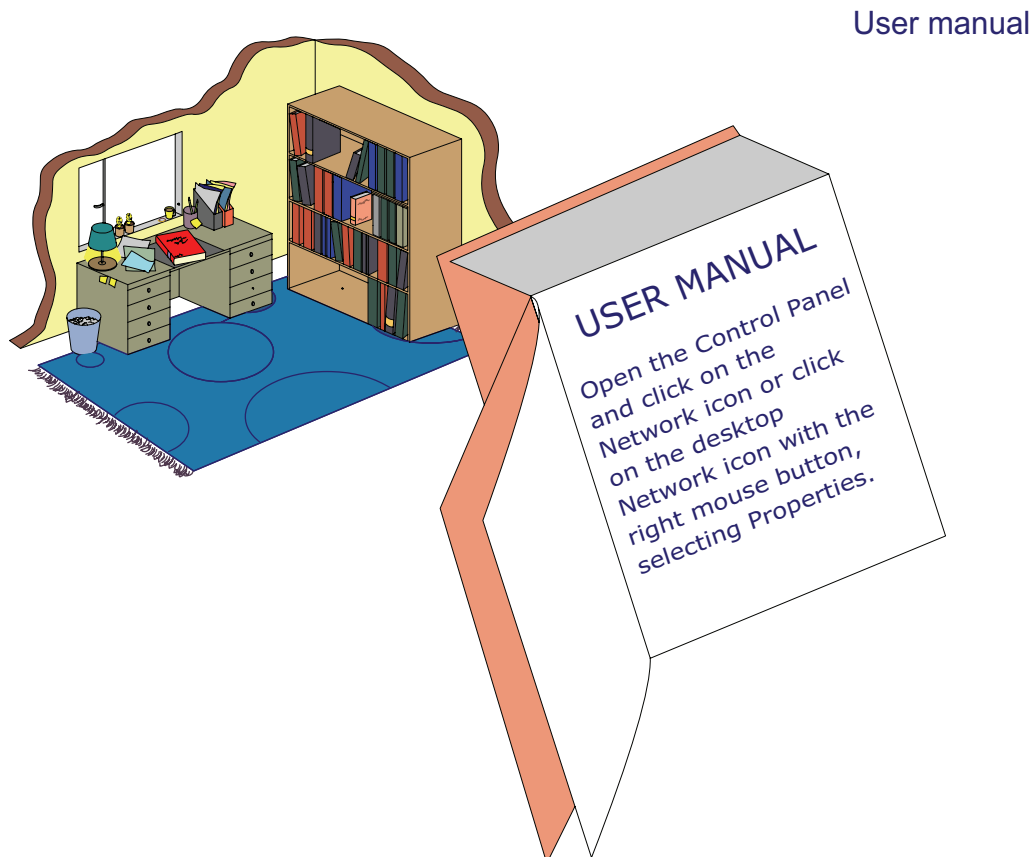 User manual
USER MANUAL
Open the Control Panel
and click on the
Network icon or click
on the desktop
Network icon with the
right mouse button,
selecting Properties.